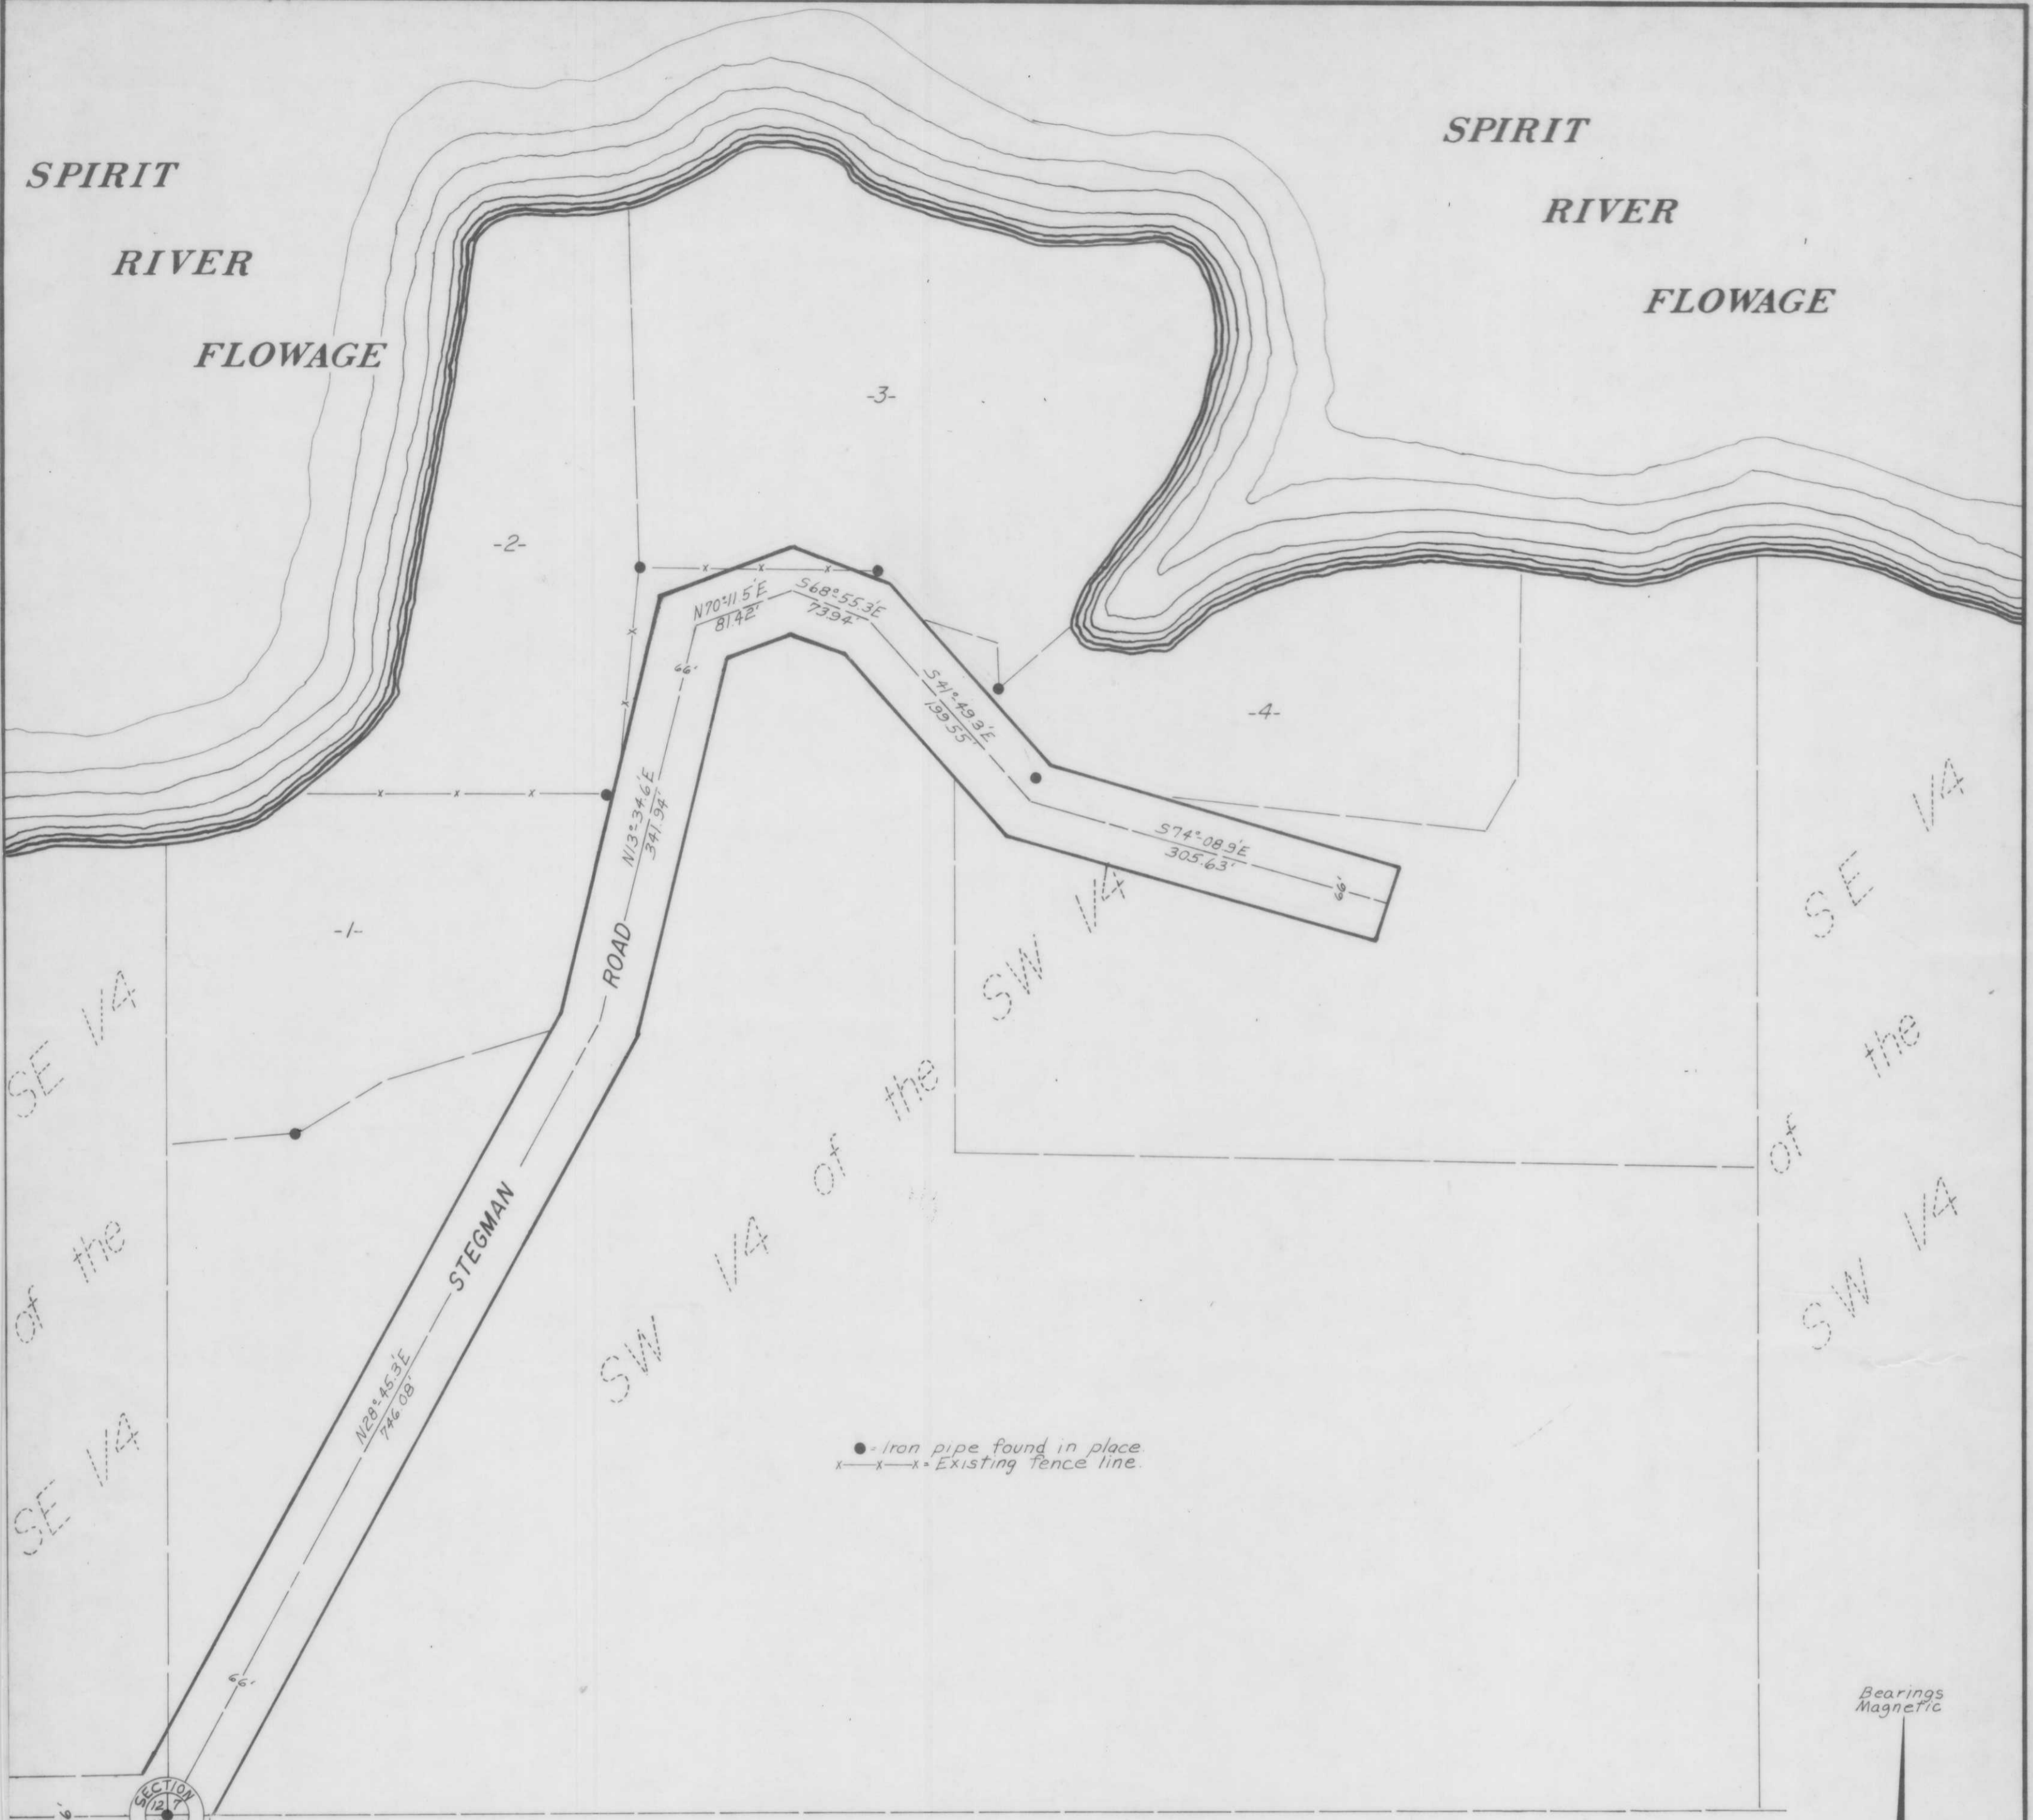 SPIRIT
RIVER
FLOWAGE
SPIRIT
RIVER
FLOWAGE
-3-
-2-
-4-
-1-
N70°-11.5'E
81.42'
S68°-55.3'E
73.94'
66'
S41°-49.3'E
199.55'
N13°-34.6'E
341.94'
S74°-08.9'E
305.63'
66'
STEGMAN ROAD
N28°-45.3'E
746.08'
66'
SE 1/4 of the SE 1/4
SW 1/4 of the SW 1/4
SW 1/4 of the SE 1/4
● - Iron pipe found in place.
x—x—x = Existing fence line.
Bearings
Magnetic
SECTION
12 7